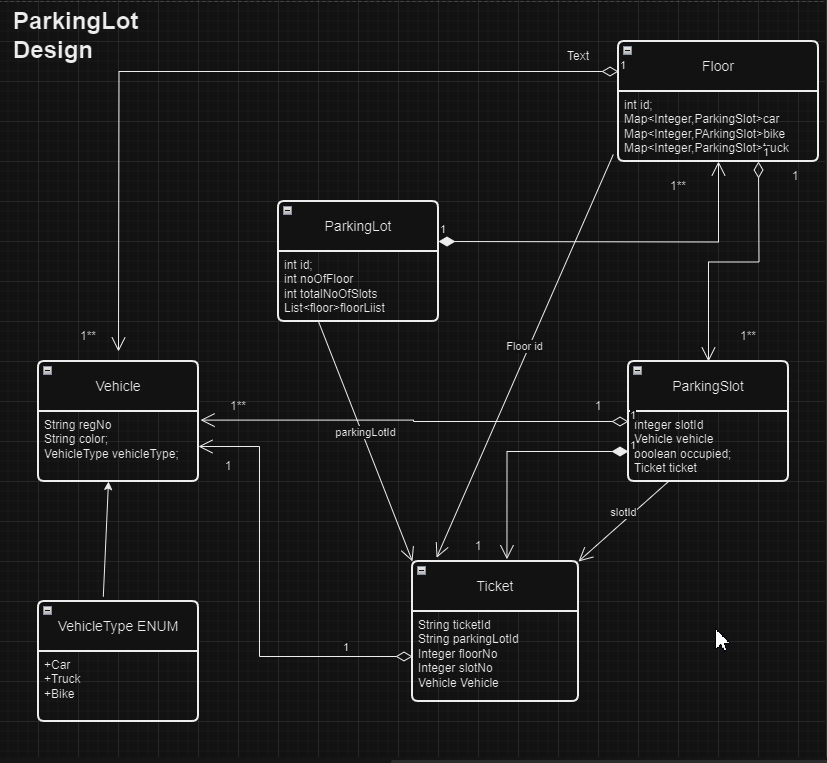 ParkingLot
Design
Text
Floor
1
int id;
Map<Integer,ParkingSlot>car
Map<Integer,PArkingSlot>bike
Map<Integer,ParkingSlot>truck
1
1
1**
ParkingLot
1
int id;
int noOfFloor
int totalNoOfSlots
List<floor>floorLiist
Floor id
1**
1**
Vehicle
String regNo
String color;
VehicleType vehicleType;
ParkingSlot
Integer slotId
Vehicle vehicle
boolean occupied;
Ticket ticket
1**
1
1
1
parkingLotId
1
slotId
1
Ticket
String ticketId
String parkingLotId
Integer floorNo
Integer slotNo
Vehicle Vehicle
1
VehicleType ENUM
+Car
+Truck
+Bike